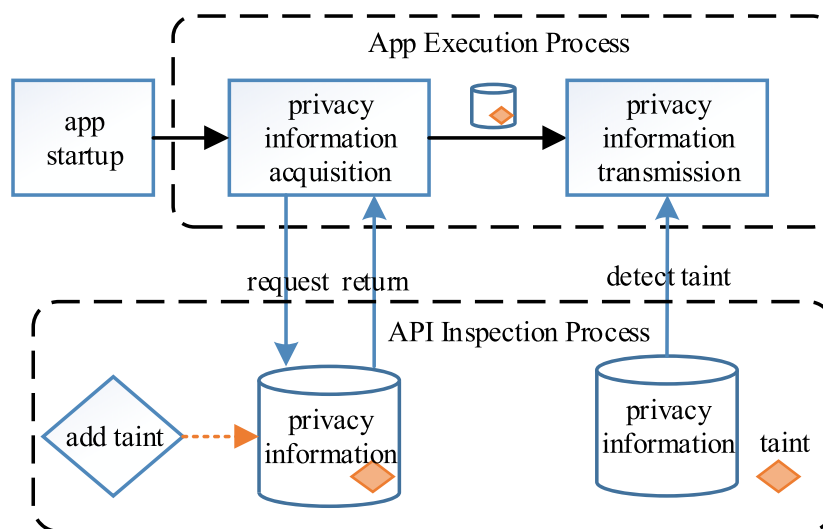 App Execution Process
app
startup
privacy
information
acquisition
privacy
information
transmission
request
return
detect taint
API Inspection Process
add taint
privacy
information
privacy
information
taint